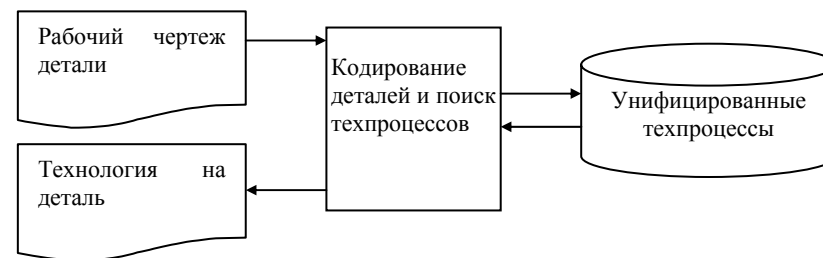 Рабочий чертеж
детали
Кодирование
деталей и поиск
техпроцессов
Унифицированные
техпроцессы
Технология на
деталь